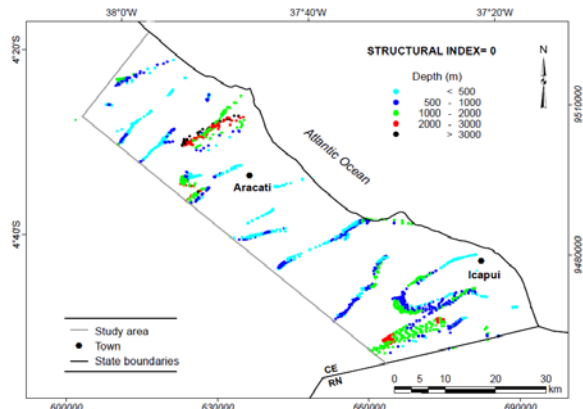 38°0'W 37°40'W 37°20'W
4°20'S
STRUCTURAL INDEX= 0
N
Depth (m)
< 500
500 - 1000
1000 - 2000
2000 - 3000
> 3000
9510000
Atlantic Ocean
Aracati
4°40'S
9480000
Icapui
Study area
Town
State boundaries
CE
RN
0 5 10 20 30
km
600000 630000